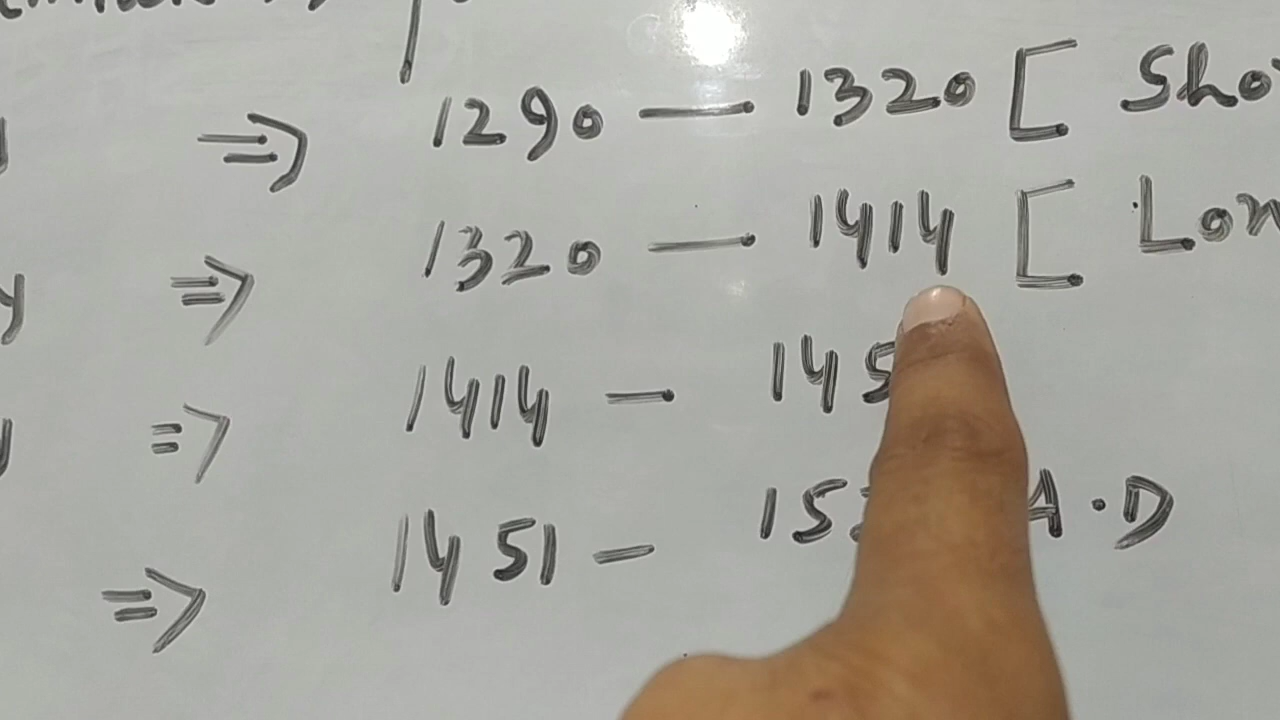 ⇒ 1290 — 1320 [ Sho
y ⇒ 1320 — 1414 [ Lon
⇒ 1414 — 145
⇒ 1451 — 15 A.D